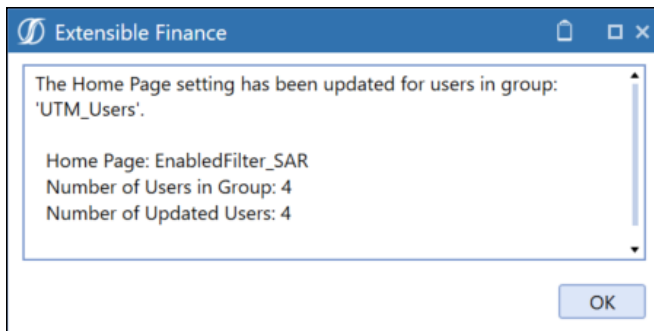 Extensible Finance
The Home Page setting has been updated for users in group:
'UTM_Users'.
Home Page: EnabledFilter_SAR
Number of Users in Group: 4
Number of Updated Users: 4
OK